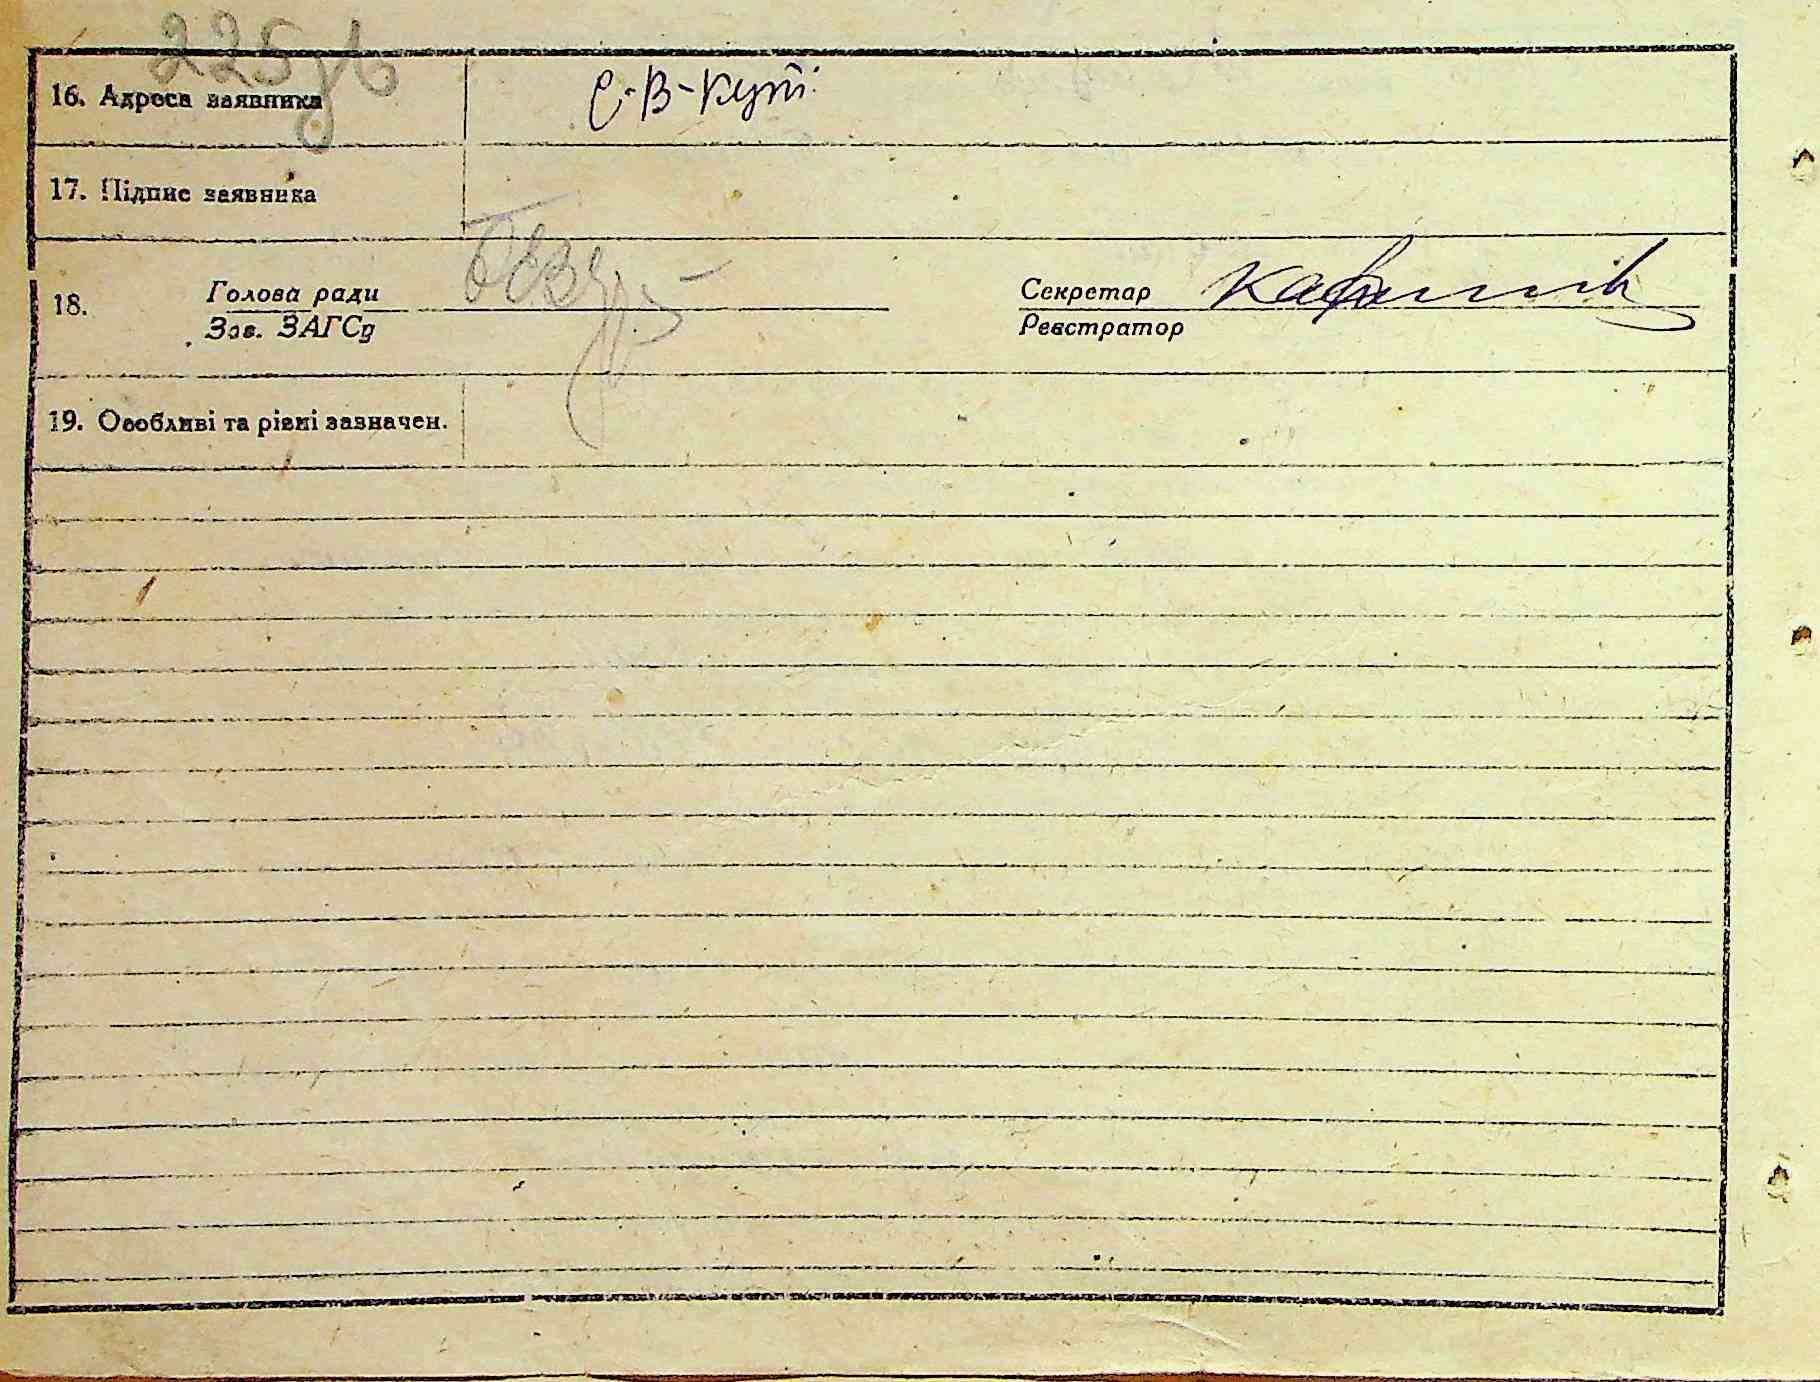 225зв
16. Адреса заявника с-В-Кути
17. Підпис заявника
18. Голова ради Секретар
Зав. ЗАГСу Реєстратор
19. Особливі та різні зазначен.